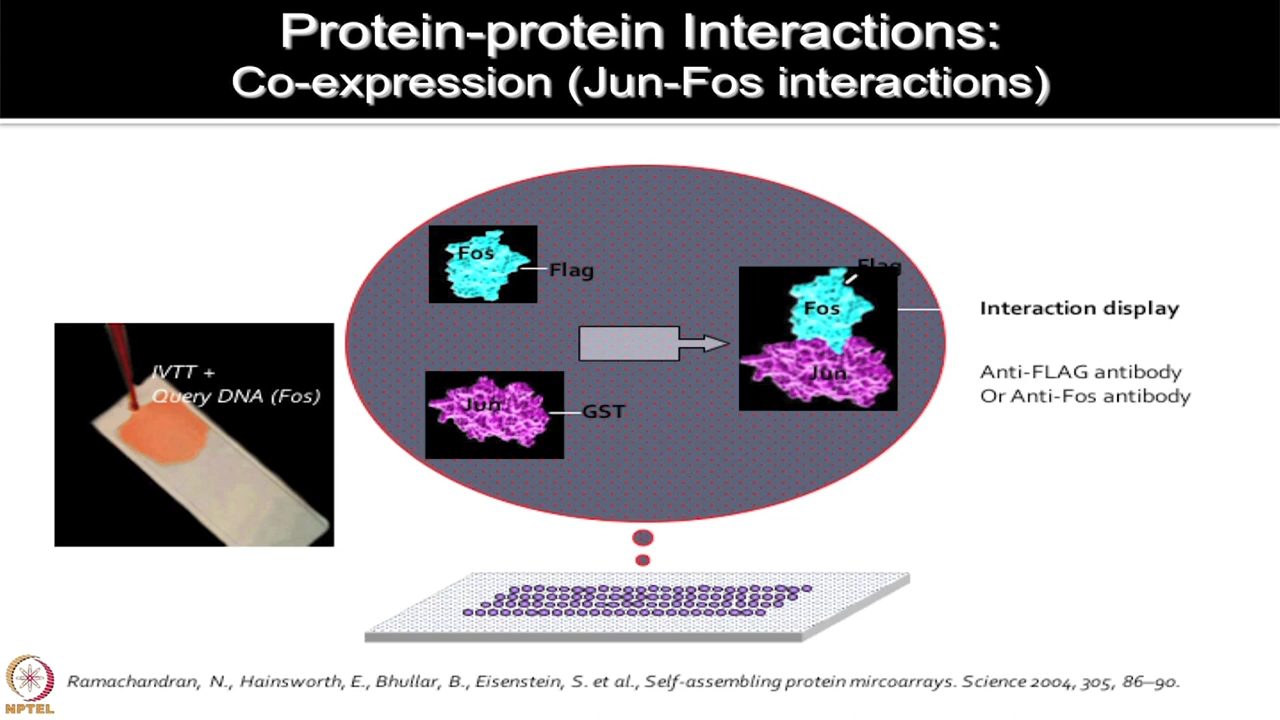 Protein-protein Interactions:
Co-expression (Jun-Fos interactions)
Fos
Flag
Flag
Fos
Interaction display
IVTT +
Query DNA (Fos)
Jun
Anti-FLAG antibody
Or Anti-Fos antibody
Jun
GST
Ramachandran, N., Hainsworth, E., Bhullar, B., Eisenstein, S. et al., Self-assembling protein mircoarrays. Science 2004, 305, 86–90.
NPTEL